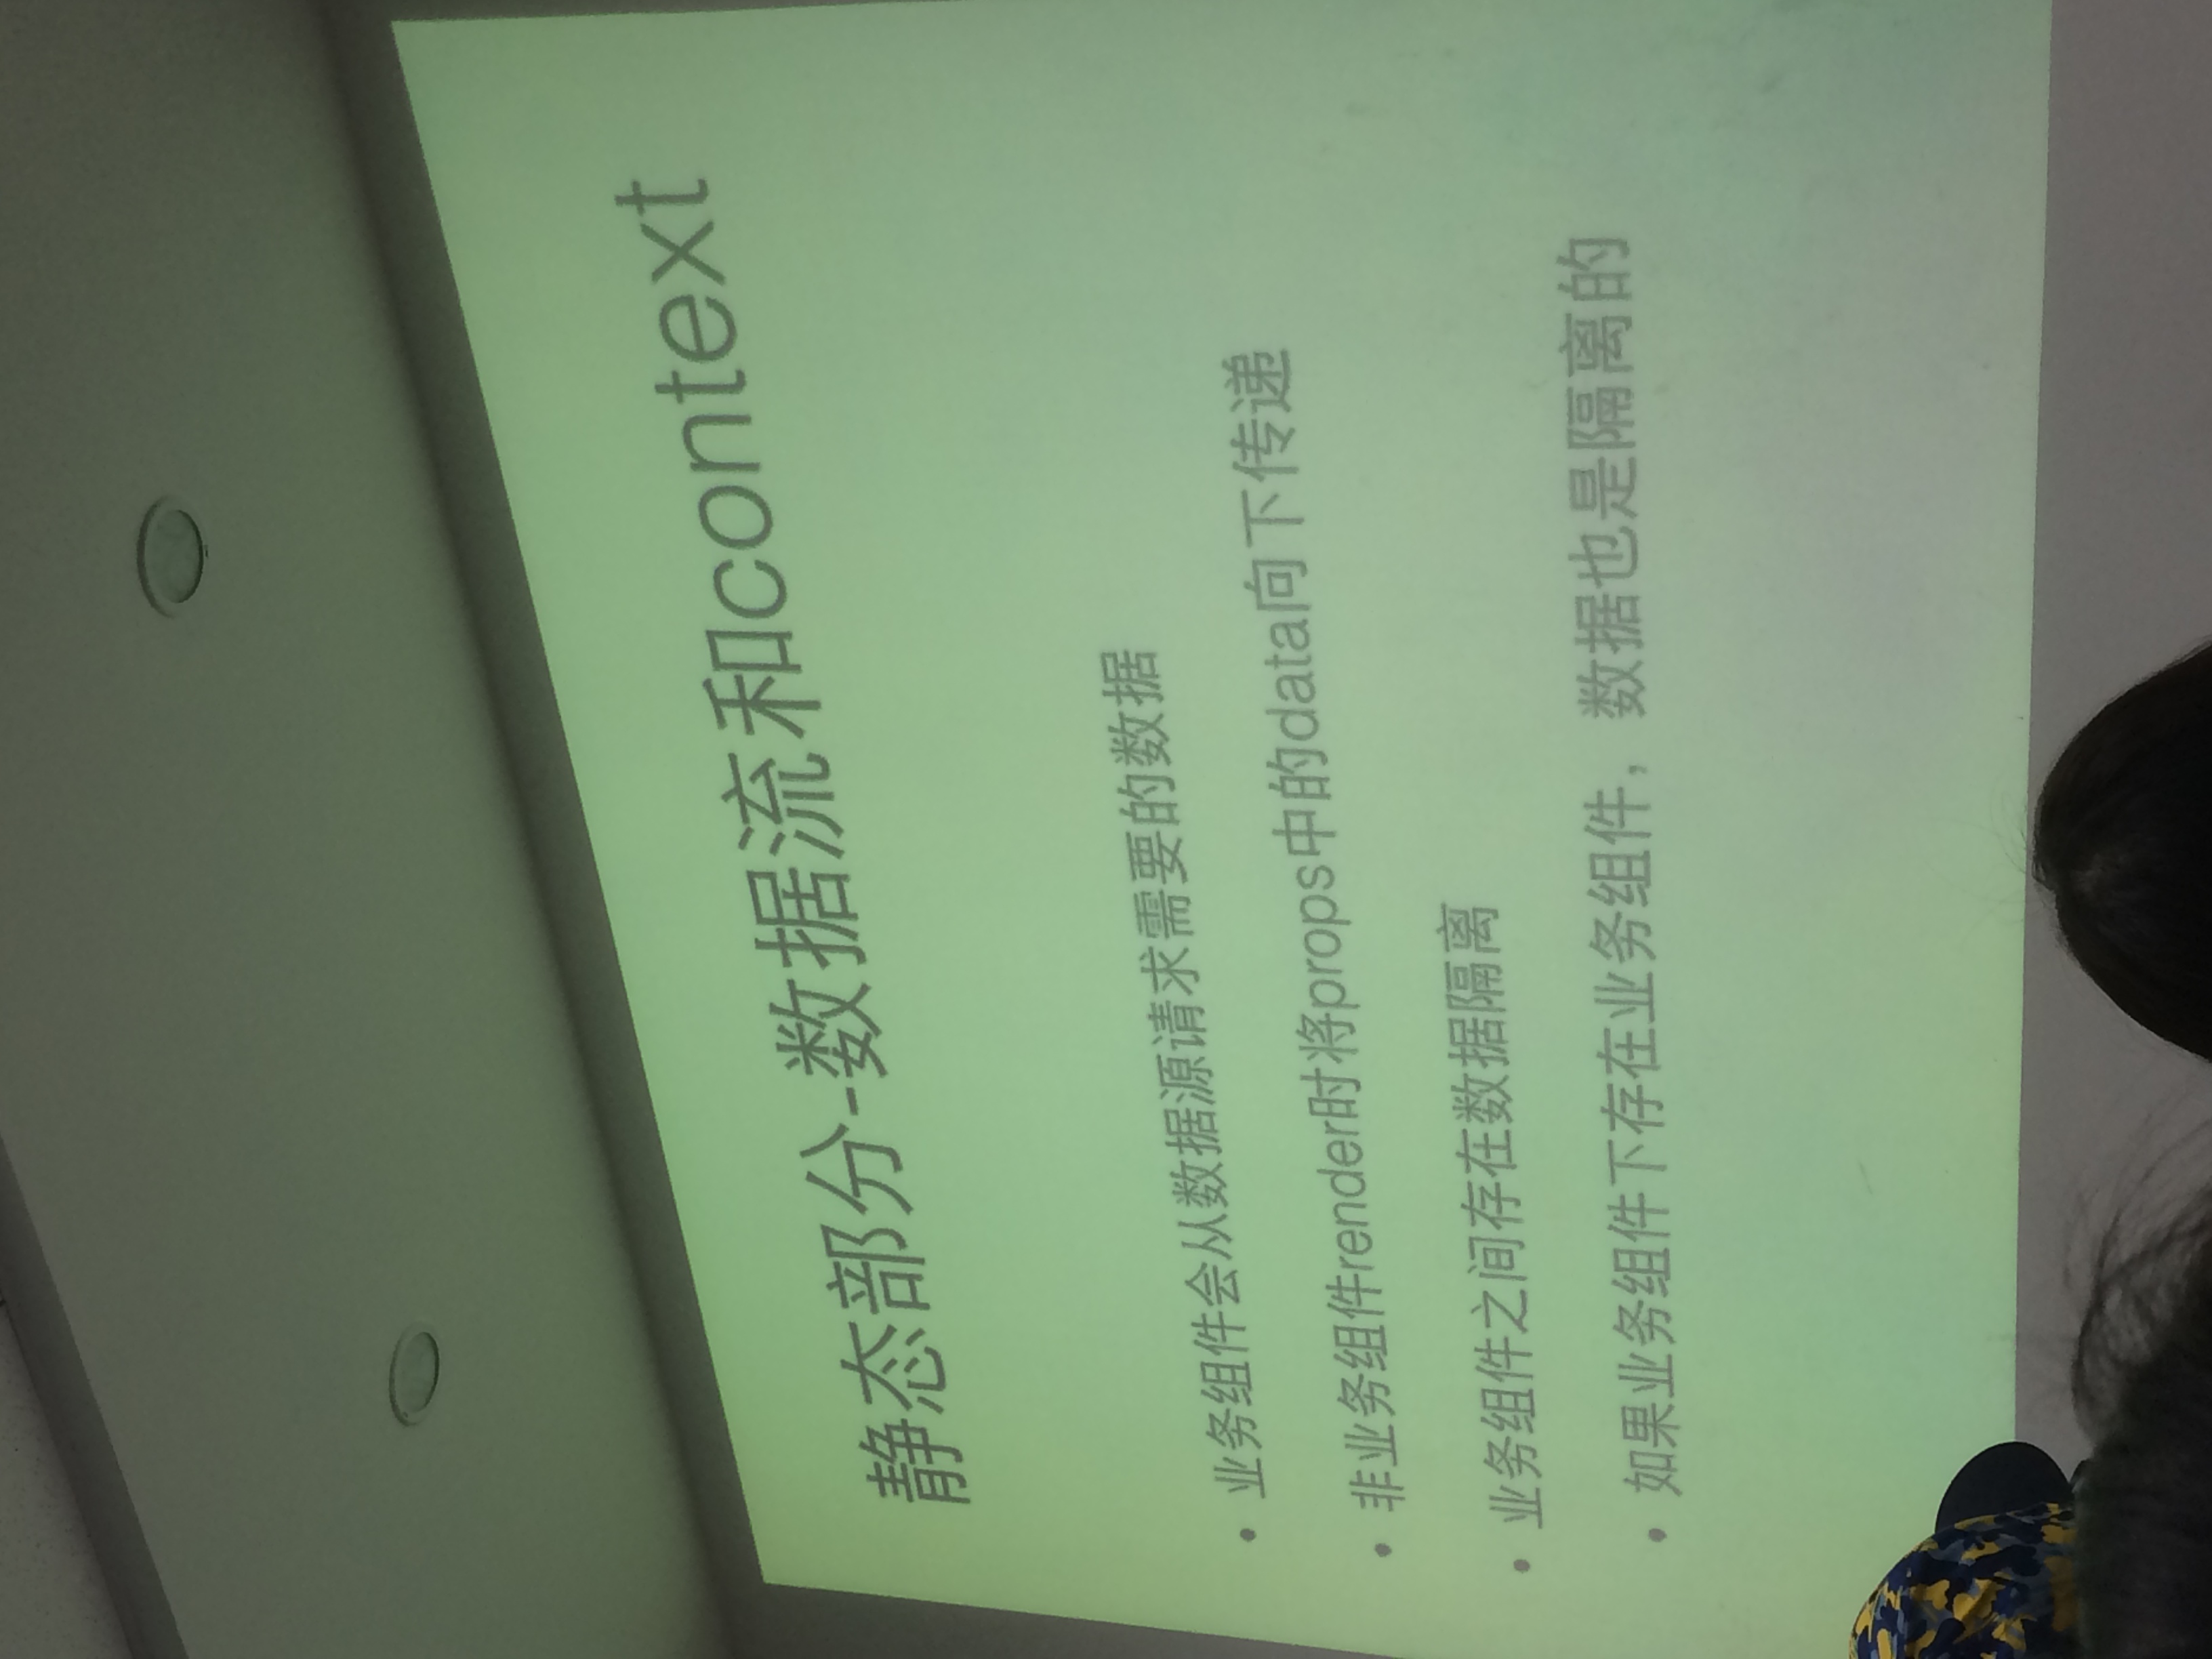 静态部分-数据流和context
• 业务组件会从数据源请求需要的数据
• 非业务组件render时将props中的data向下传递
• 业务组件之间存在数据隔离
• 如果业务组件下存在业务组件，数据也是隔离的